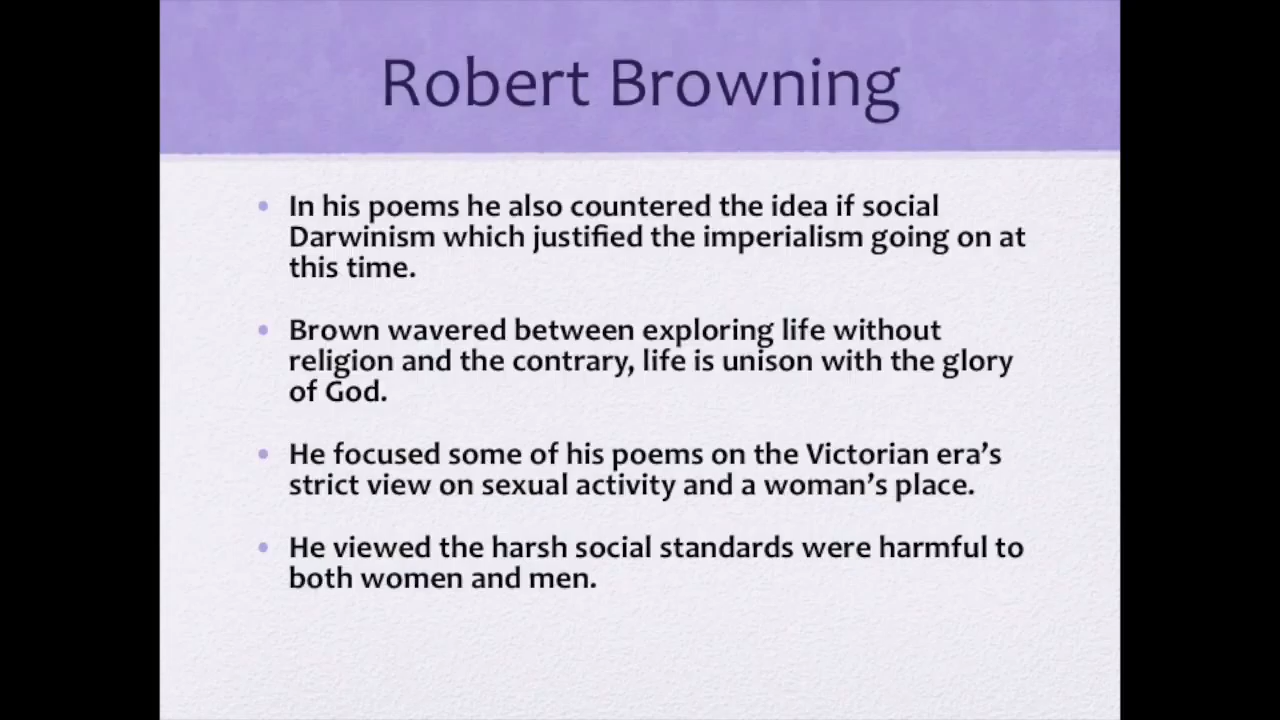 Robert Browning
• In his poems he also countered the idea if social
Darwinism which justified the imperialism going on at
this time.
• Brown wavered between exploring life without
religion and the contrary, life is unison with the glory
of God.
• He focused some of his poems on the Victorian era’s
strict view on sexual activity and a woman’s place.
• He viewed the harsh social standards were harmful to
both women and men.